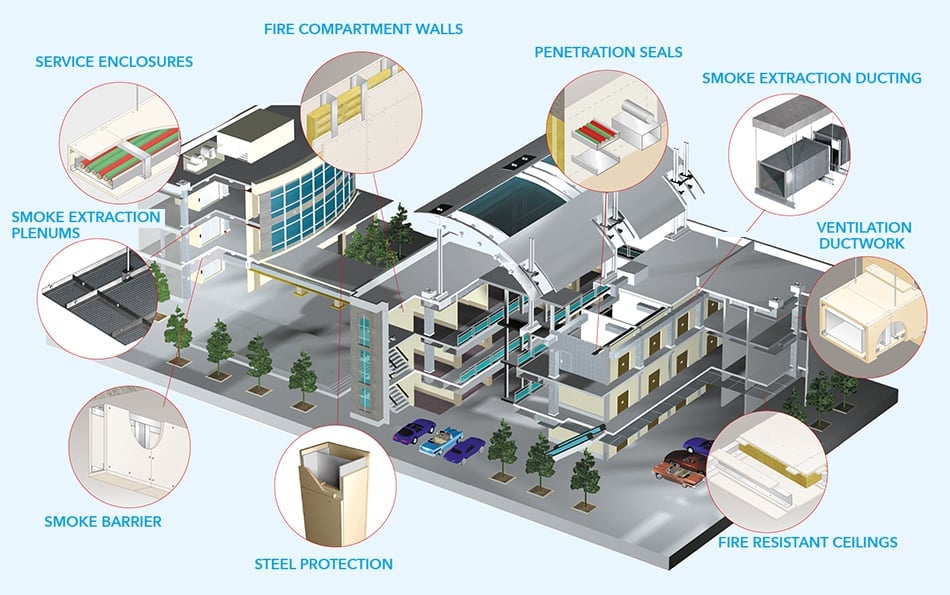 FIRE COMPARTMENT WALLS
SERVICE ENCLOSURES
PENETRATION SEALS
SMOKE EXTRACTION DUCTING
SMOKE EXTRACTION
PLENUMS
VENTILATION
DUCTWORK
SMOKE BARRIER
STEEL PROTECTION
FIRE RESISTANT CEILINGS